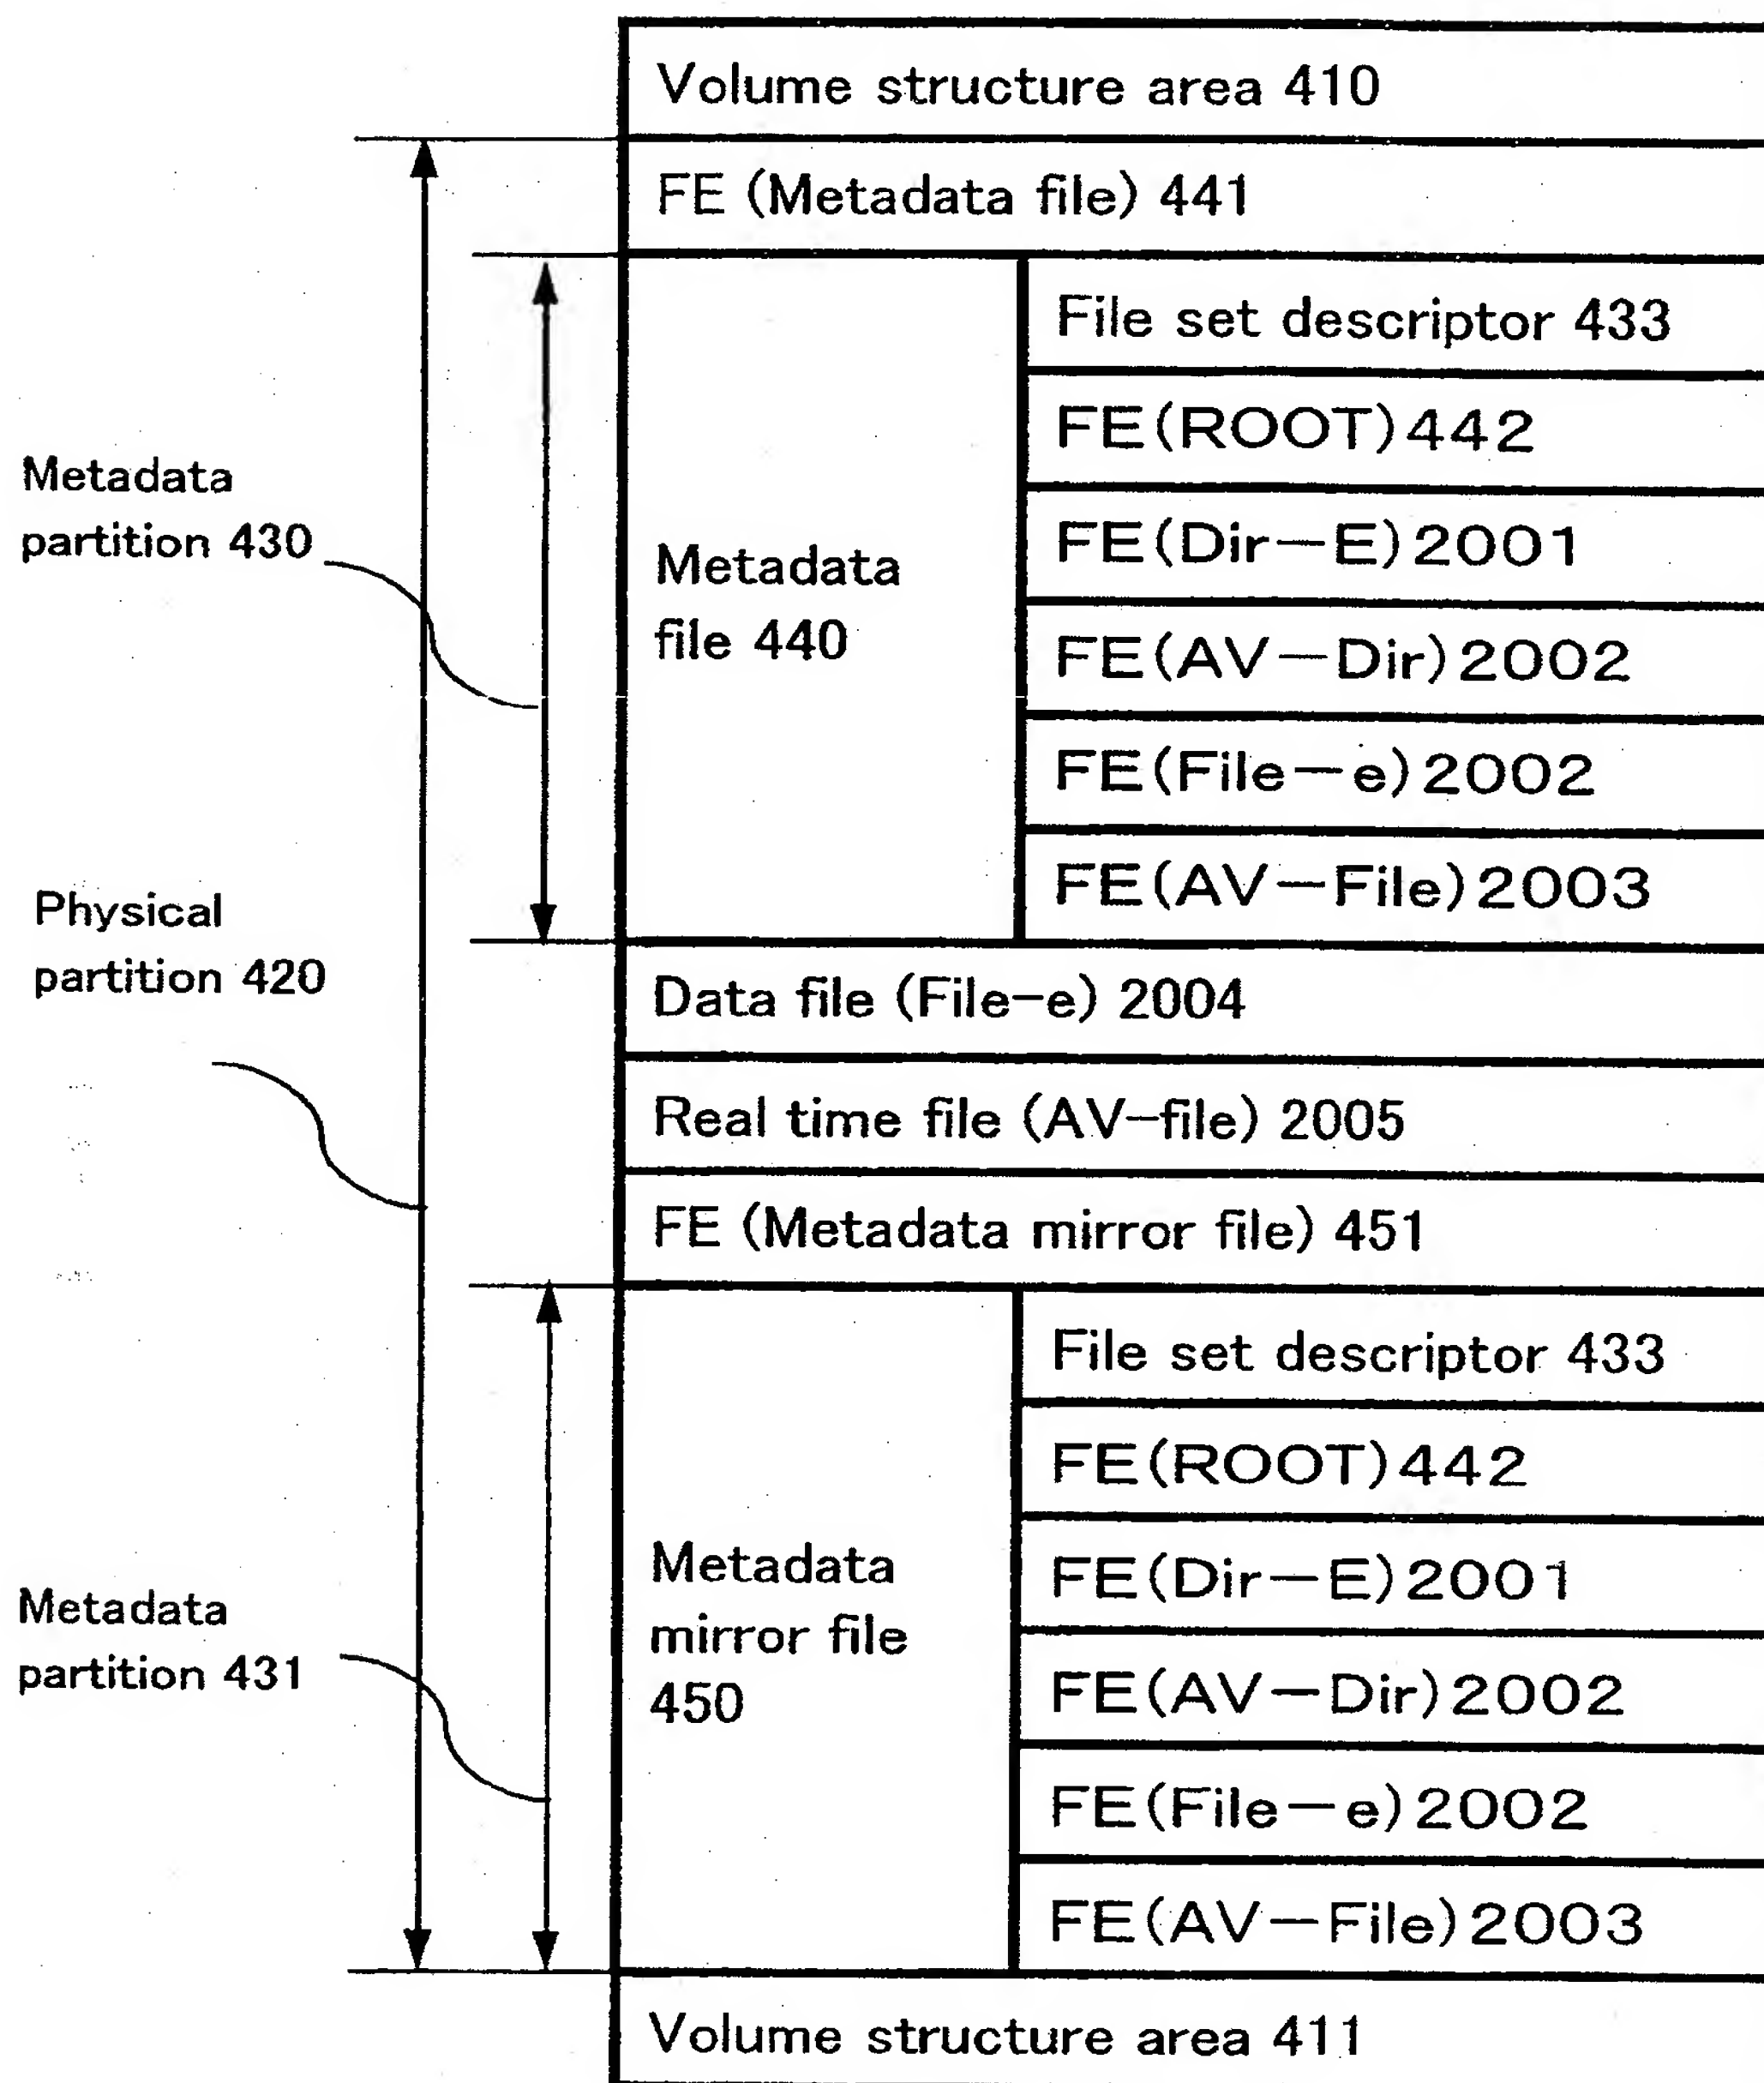 Volume structure area 410
FE (Metadata file) 441
Metadata
partition 430
Metadata
file 440
File set descriptor 433
FE(ROOT)442
FE(Dir—E)2001
FE(AV—Dir)2002
FE(File—e)2002
FE(AV—File)2003
Physical
partition 420
Data file (File-e) 2004
Real time file (AV-file) 2005
FE (Metadata mirror file) 451
Metadata
partition 431
Metadata
mirror file
450
File set descriptor 433
FE(ROOT)442
FE(Dir—E)2001
FE(AV—Dir)2002
FE(File—e)2002
FE(AV—File)2003
Volume structure area 411